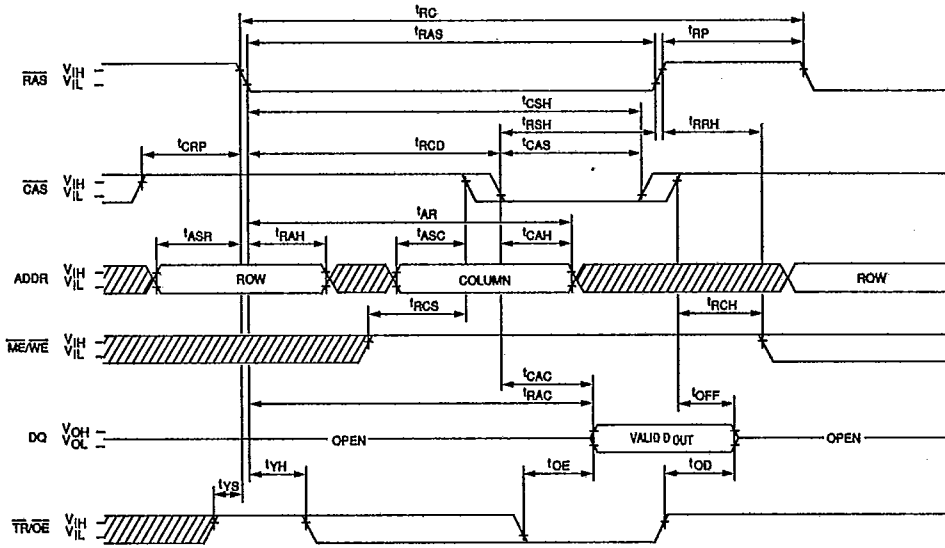 tRC
tRAS
tRP
RAS VIH
VIL
tCSH
tRSH
tRRH
tCRP
tRCD
tCAS
CAS VIH
VIL
tAR
tASR
tRAH
tASC
tCAH
ADDR VIH
VIL
ROW
COLUMN
ROW
tRCS
tRCH
ME/WE VIH
VIL
tCAC
tRAC
tOFF
DQ VOH
VOL
OPEN
VALID DOUT
OPEN
tYS
tYH
tOE
tOD
TR/OE VIH
VIL